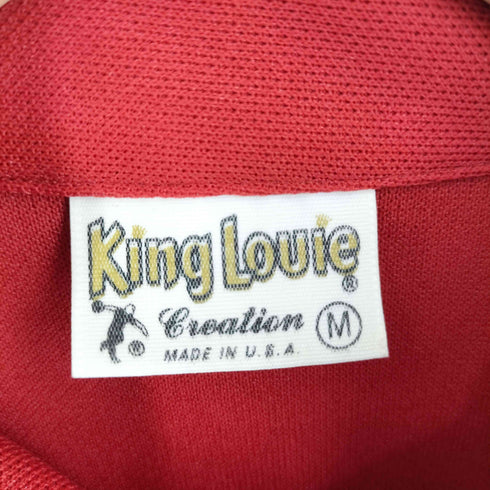 King Louie ®
Creation M
® MADE IN U.S.A.